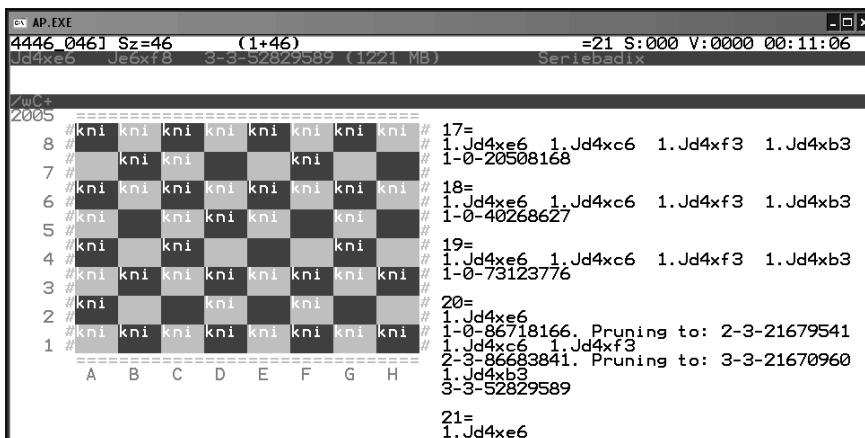 AP.EXE
4446_046] Sz=46 (1+46) =21 S:000 V:0000 00:11:06
Jd4xe6 Je6xf8 3-3-52829589 (1221 MB) Seriebadix
/wC+
2005 ================================
#kni kni kni kni kni kni kni kni#
8 # #
#kni kni kni#
7 # #
#kni kni kni kni kni kni kni kni#
6 # #
#kni kni kni kni kni#
5 # #
#kni kni kni#
4 # #
#kni kni kni kni kni kni kni kni#
3 # #
#kni kni kni#
2 # #
#kni kni kni kni kni kni kni kni#
1 # #
================================
A B C D E F G H
17=
1.Jd4xe6 1.Jd4xc6 1.Jd4xf3 1.Jd4xb3
1-0-20508168
18=
1.Jd4xe6 1.Jd4xc6 1.Jd4xf3 1.Jd4xb3
1-0-40268627
19=
1.Jd4xe6 1.Jd4xc6 1.Jd4xf3 1.Jd4xb3
1-0-73123776
20=
1.Jd4xe6
1-0-86718166. Pruning to: 2-3-21679541
1.Jd4xc6 1.Jd4xf3
2-3-86683841. Pruning to: 3-3-21670960
1.Jd4xb3
3-3-52829589
21=
1.Jd4xe6